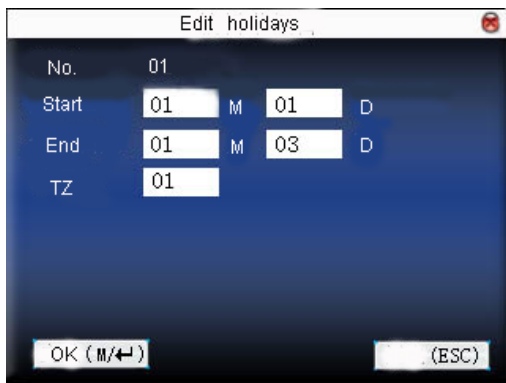 Edit holidays
No. 01
Start 01 M 01 D
End 01 M 03 D
TZ 01
OK (M/↵) (ESC)